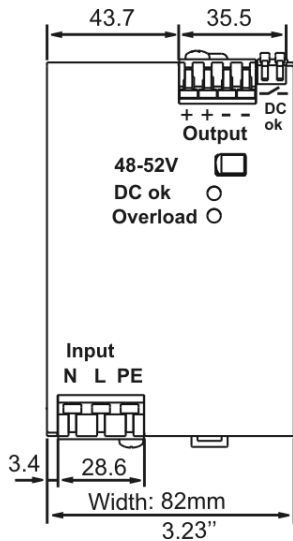 43.7 35.5
+ + - -
DC
ok
Output
48-52V
DC ok
Overload
Input
N L PE
3.4 28.6
Width: 82mm
3.23’’